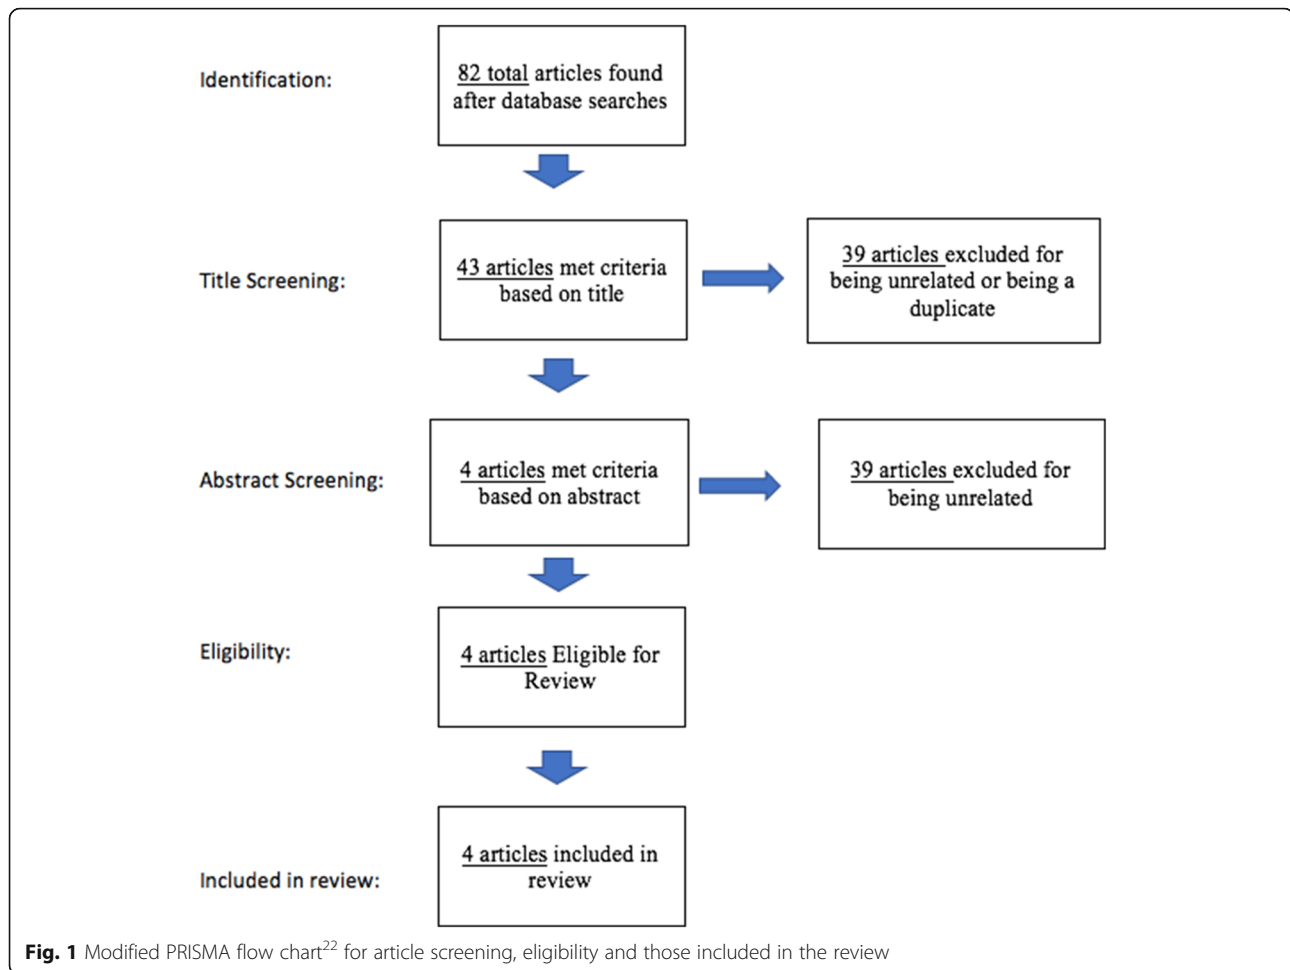 Identification:
82 total articles found
after database searches
Title Screening:
43 articles met criteria
based on title
39 articles excluded for
being unrelated or being a
duplicate
Abstract Screening:
4 articles met criteria
based on abstract
39 articles excluded for
being unrelated
Eligibility:
4 articles Eligible for
Review
Included in review:
4 articles included in
review
Fig. 1 Modified PRISMA flow chart22 for article screening, eligibility and those included in the review